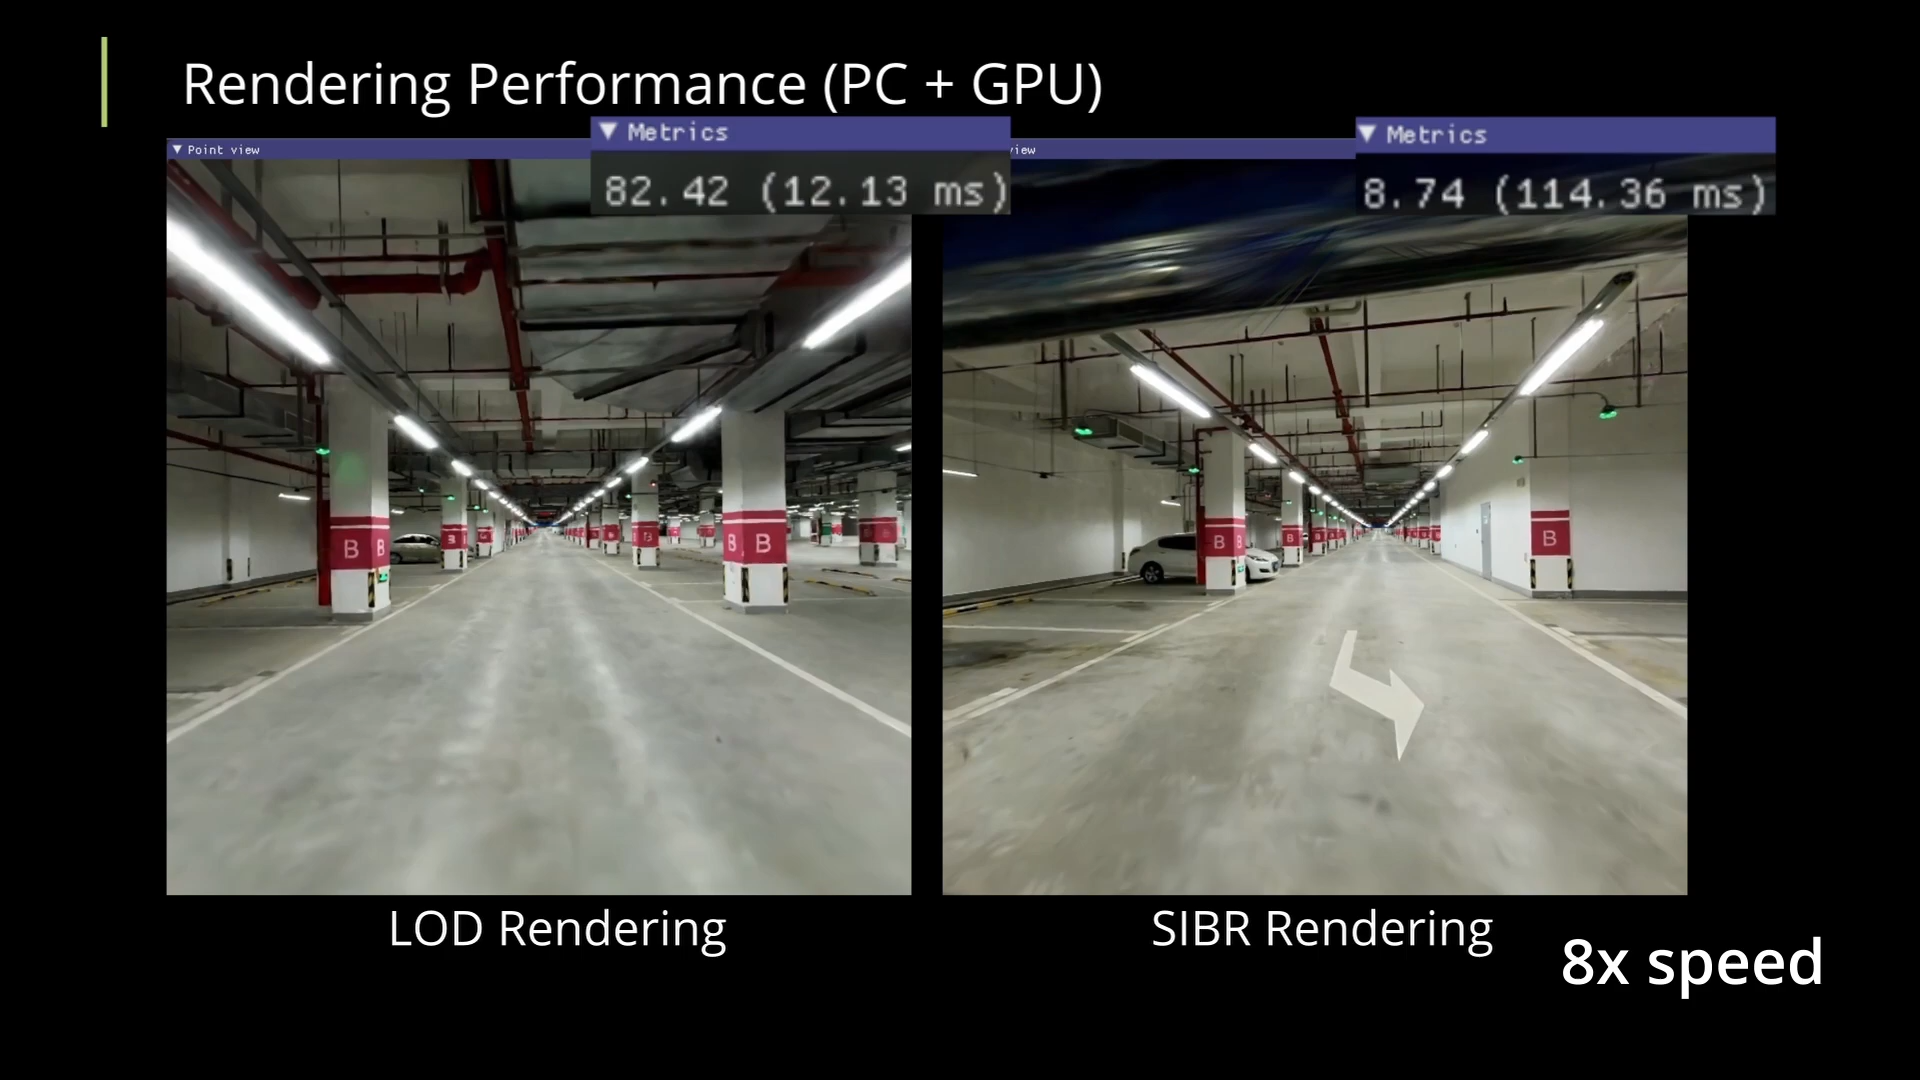 Rendering Performance (PC + GPU)
▼ Point view
▼ Metrics
82.42 (12.13 ms)
view
▼ Metrics
8.74 (114.36 ms)
B B
B
B
B B
B B
B
B
LOD Rendering
SIBR Rendering
8x speed